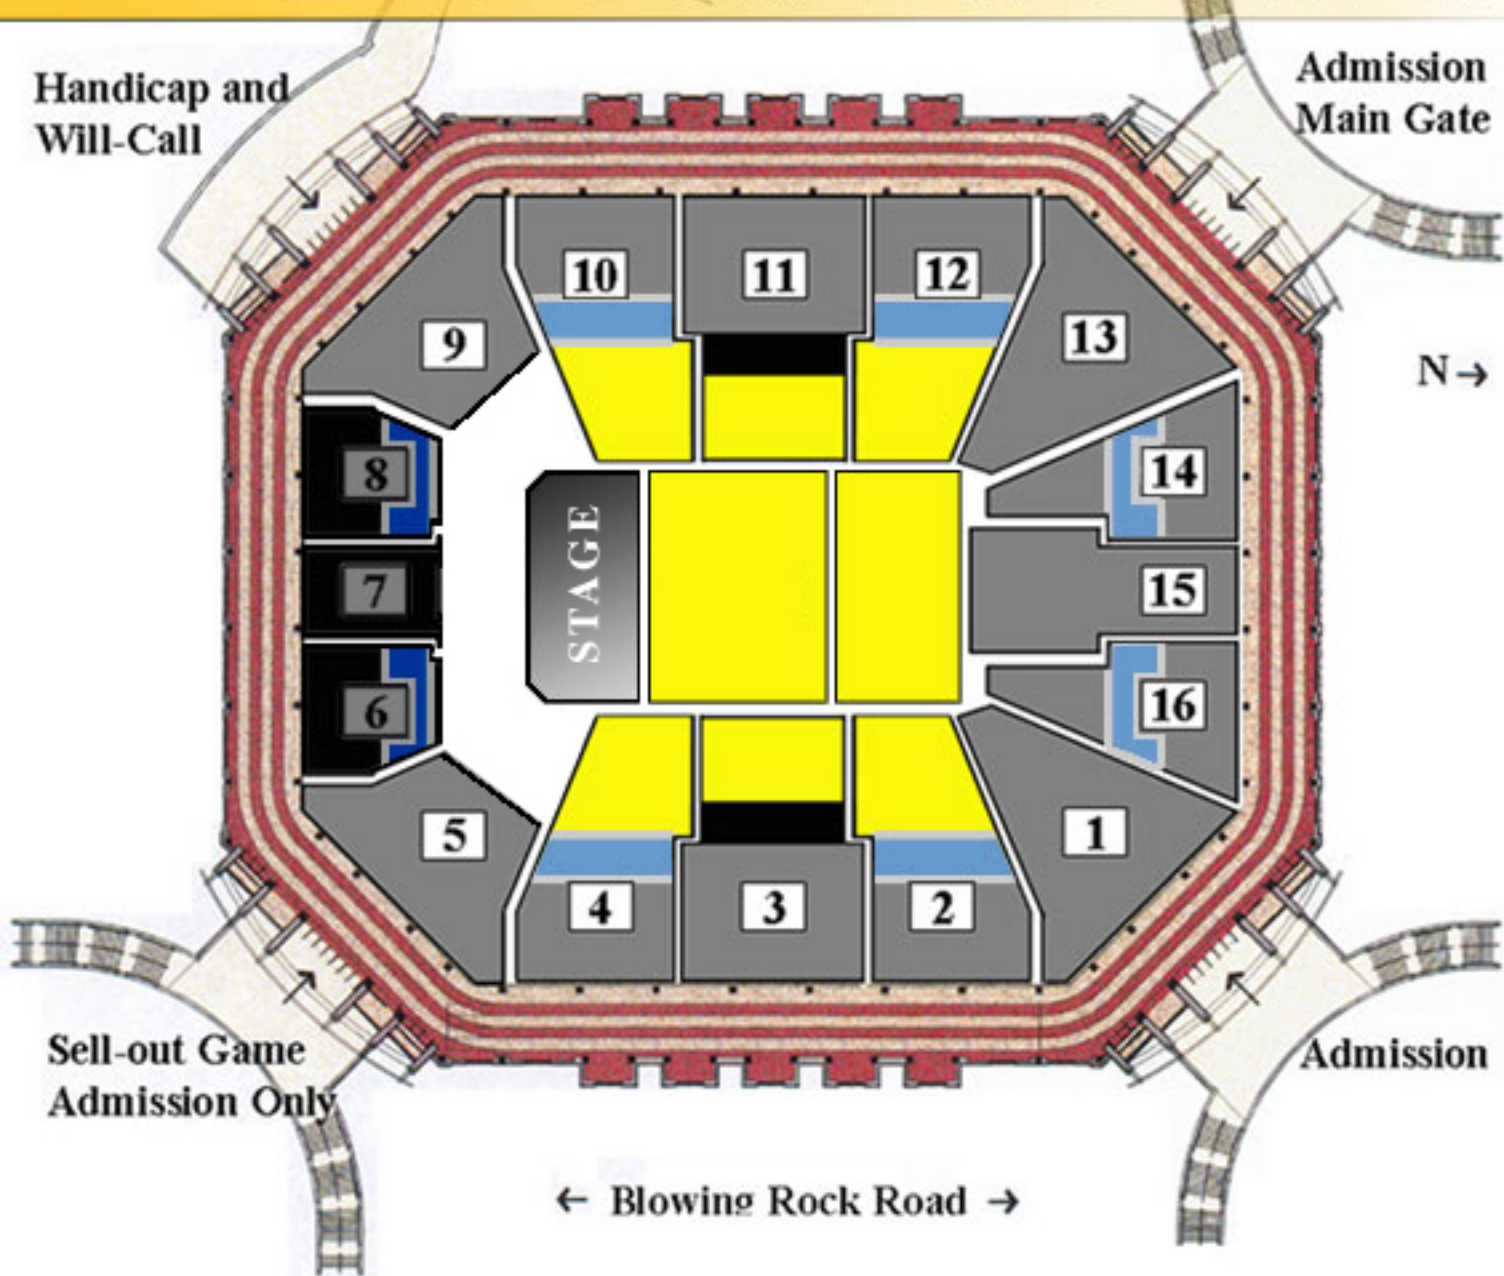 Handicap and
Will-Call
Admission
Main Gate
10
11
12
9
13
N→
8
14
STAGE
7
15
6
16
5
1
4
3
2
Sell-out Game
Admission Only
Admission
← Blowing Rock Road →